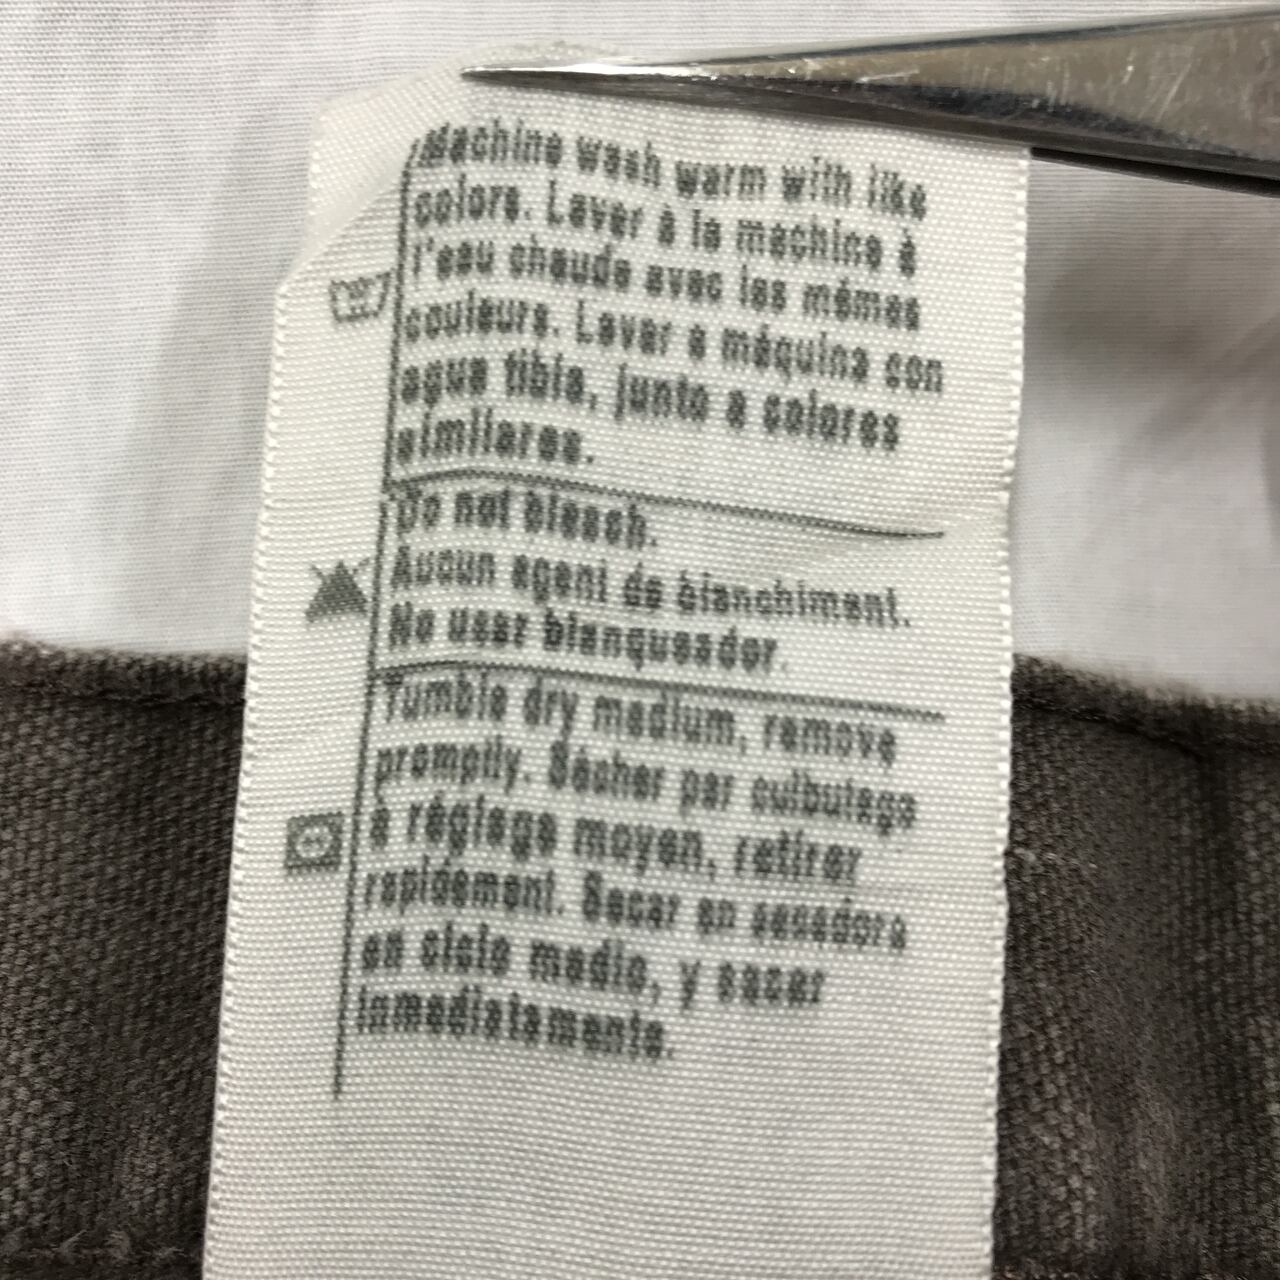 Machine wash warm with like
colors. Laver à la machine à
l'eau chaude avec les mêmes
couleurs. Lavar a máquina con
agua tibia, junto a colores
similares.
Do not bleach.
Aucun agent de blanchiment.
No usar blanqueador.
Tumble dry medium, remove
promptly. Sécher par culbutage
à réglage moyen, retirer
rapidement. Secar en secadora
en ciclo medio, y sacar
inmediatamente.